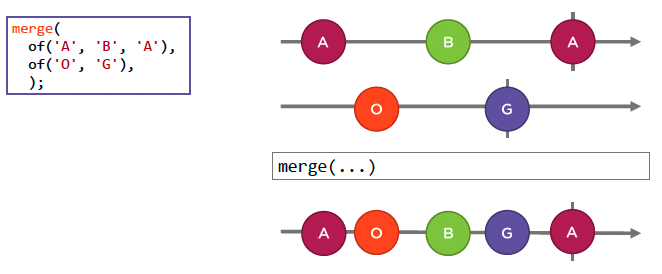 merge(
of('A', 'B', 'A'),
of('O', 'G'),
);
A B A
O G
merge(...)
A O B G A